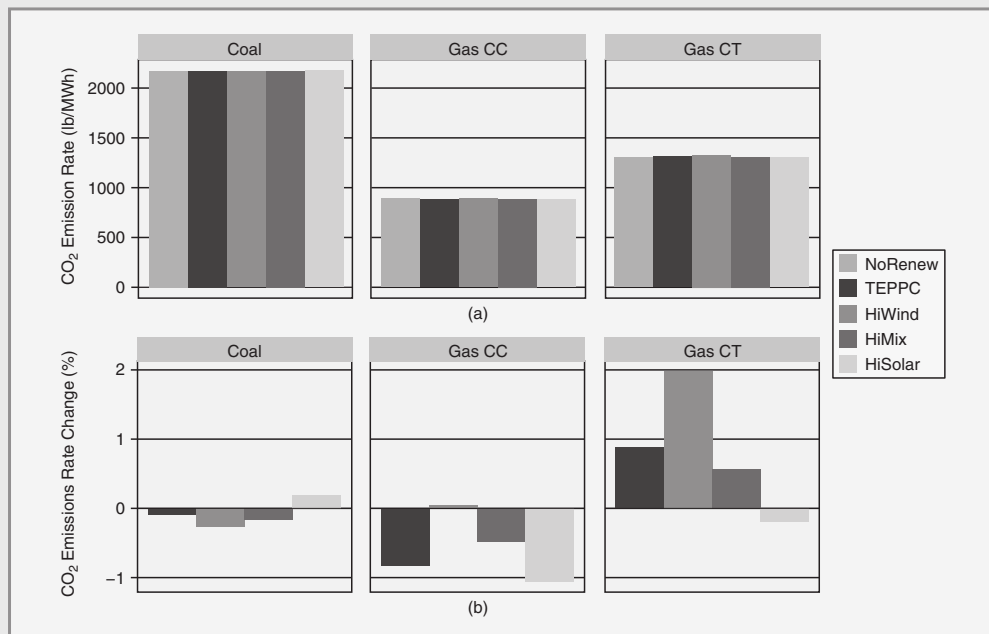 Coal
Gas CC
Gas CT
CO₂ Emission Rate (lb/MWh)
2000
1500
1000
500
0
(a)
NoRenew
TEPPC
HiWind
HiMix
HiSolar
Coal
Gas CC
Gas CT
CO₂ Emissions Rate Change (%)
2
1
0
−1
(b)